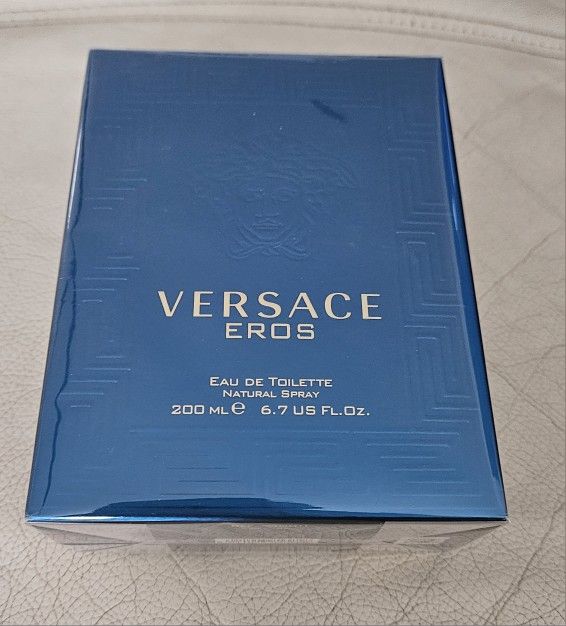 VERSACE
EROS
EAU DE TOILETTE
NATURAL SPRAY
200 ML ℮ 6.7 US FL.OZ.